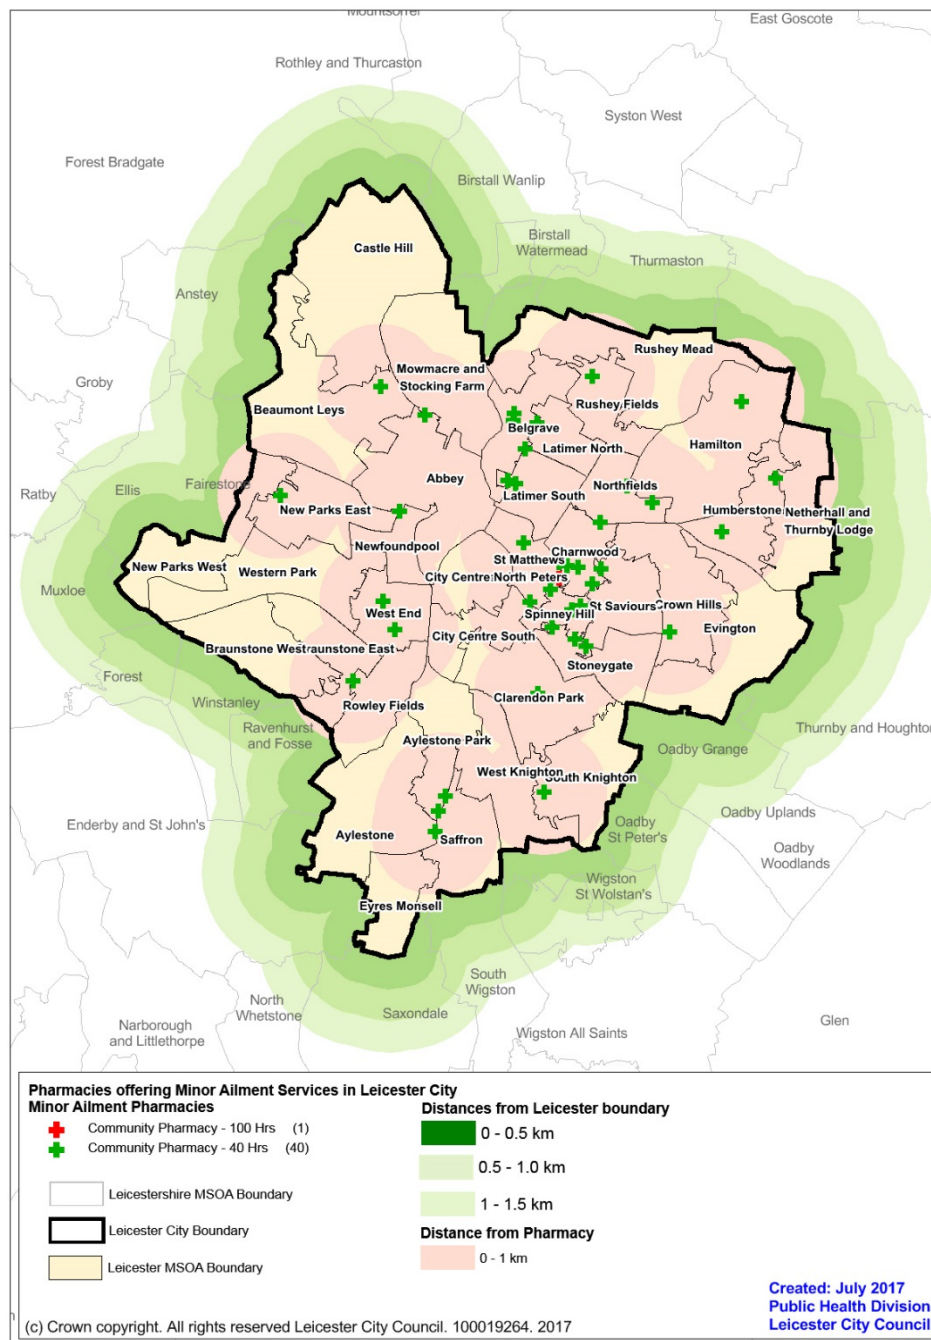 Mountsorrel
East Goscote
Rothley and Thurcaston
Syston West
Forest Bradgate
Birstall Wanlip
Castle Hill
Birstall
Watermead
Thurmaston
Anstey
Rushey Mead
Groby
Mowmacre and
Stocking Farm
Beaumont Leys
Rushey Fields
Belgrave
Latimer North
Hamilton
Abbey
Ratby
Ellis
Fairestone
Latimer South
Northfields
New Parks East
Humberstone
Netherhall and
Thurnby Lodge
Newfoundpool
St Matthews
Charnwood
New Parks West
Western Park
City Centre North
Peters
Muxloe
West End
Spinney Hill
St Saviours
Crown Hills
Evington
City Centre South
Braunstone West
raunstone East
Stoneygate
Forest
Winstanley
Rowley Fields
Clarendon Park
Ravenhurst
and Fosse
Thurnby and Houghton
Aylestone Park
Oadby Grange
West Knighton
South Knighton
Enderby and St John's
Aylestone
Saffron
Oadby
St Peter's
Oadby Uplands
Oadby
Woodlands
Wigston
St Wolstan's
Eyres Monsell
South
Wigston
North
Whetstone
Saxondale
Narborough
and Littlethorpe
Wigston All Saints
Glen
Pharmacies offering Minor Ailment Services in Leicester City
Minor Ailment Pharmacies
Community Pharmacy - 100 Hrs (1)
Community Pharmacy - 40 Hrs (40)
Leicestershire MSOA Boundary
Leicester City Boundary
Leicester MSOA Boundary
Distances from Leicester boundary
0 - 0.5 km
0.5 - 1.0 km
1 - 1.5 km
Distance from Pharmacy
0 - 1 km
Created: July 2017
Public Health Division
Leicester City Council
(c) Crown copyright. All rights reserved Leicester City Council. 100019264. 2017